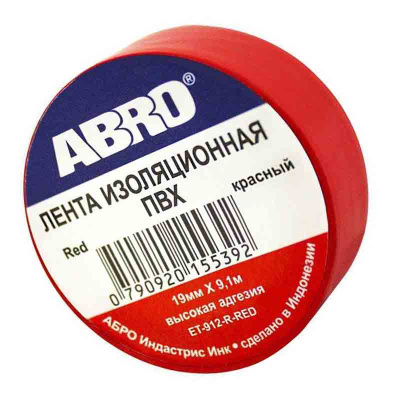 ABRO®
ЛЕНТА ИЗОЛЯЦИОННАЯ
ПВХ
Red
красный
0 790920 155392
19мм X 9,1м
высокая адгезия
ET-912-R-RED
АБРО Индастрис Инк • сделано в Индонезии